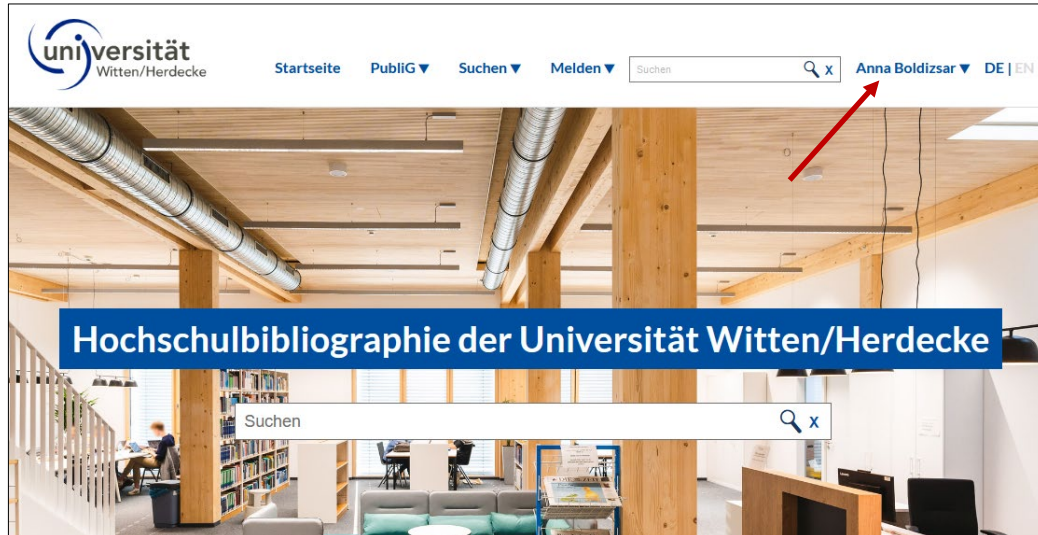 universität
Witten/Herdecke
Startseite PubliG ▼ Suchen ▼ Melden ▼ Suchen x Anna Boldizsar ▼ DE | EN
Hochschulbibliographie der Universität Witten/Herdecke
Suchen x